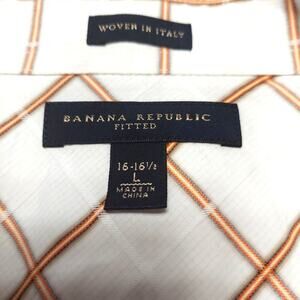 WOVEN IN ITALY
BANANA REPUBLIC
FITTED
16-16½
L
MADE IN
CHINA